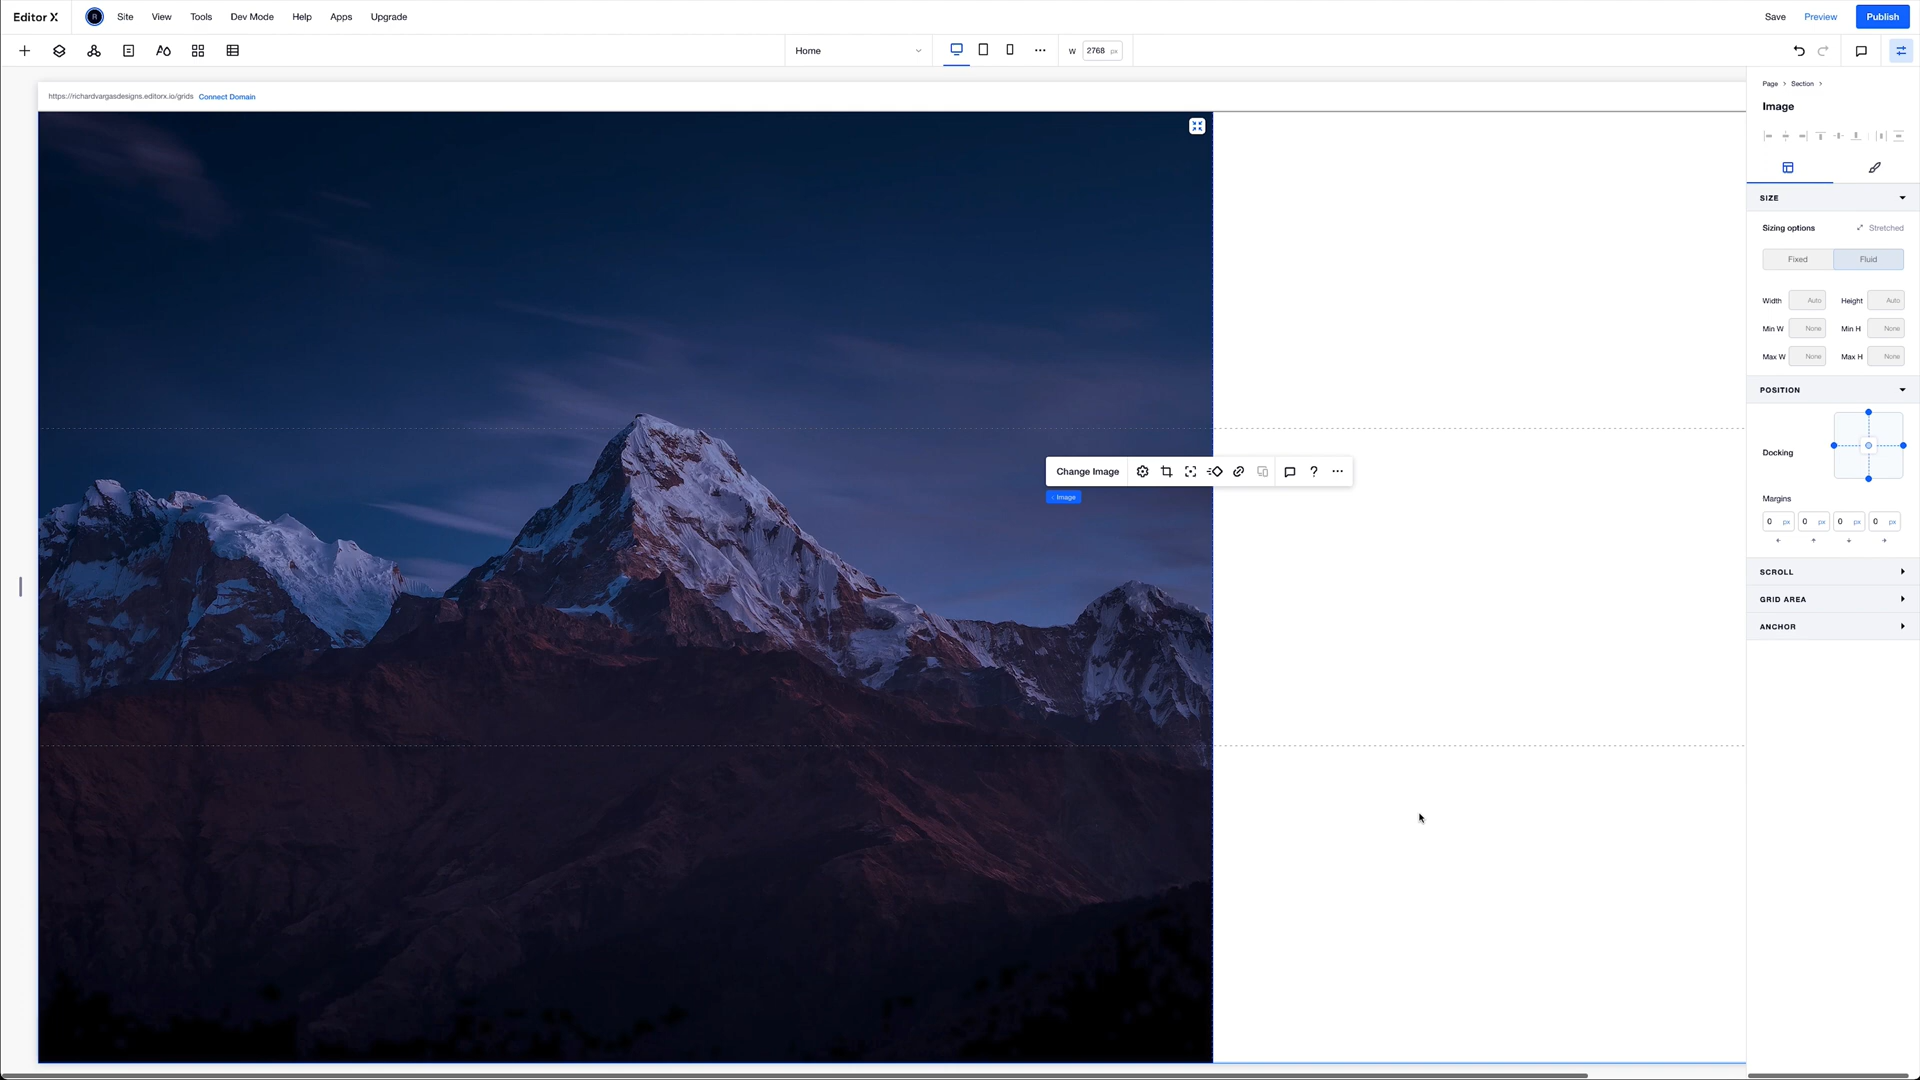 Editor X R Site View Tools Dev Mode Help Apps Upgrade Save Preview Publish
Home W 2768 px
https://richardvargasdesigns.editorx.io/grids Connect Domain
Page > Section >
Image
SIZE
Sizing options Stretched
Fixed Fluid
Width Auto Height Auto
Min W None Min H None
Max W None Max H None
POSITION
Docking
Change Image ?
‹ Image
Margins
0 px 0 px 0 px 0 px
SCROLL
GRID AREA
ANCHOR